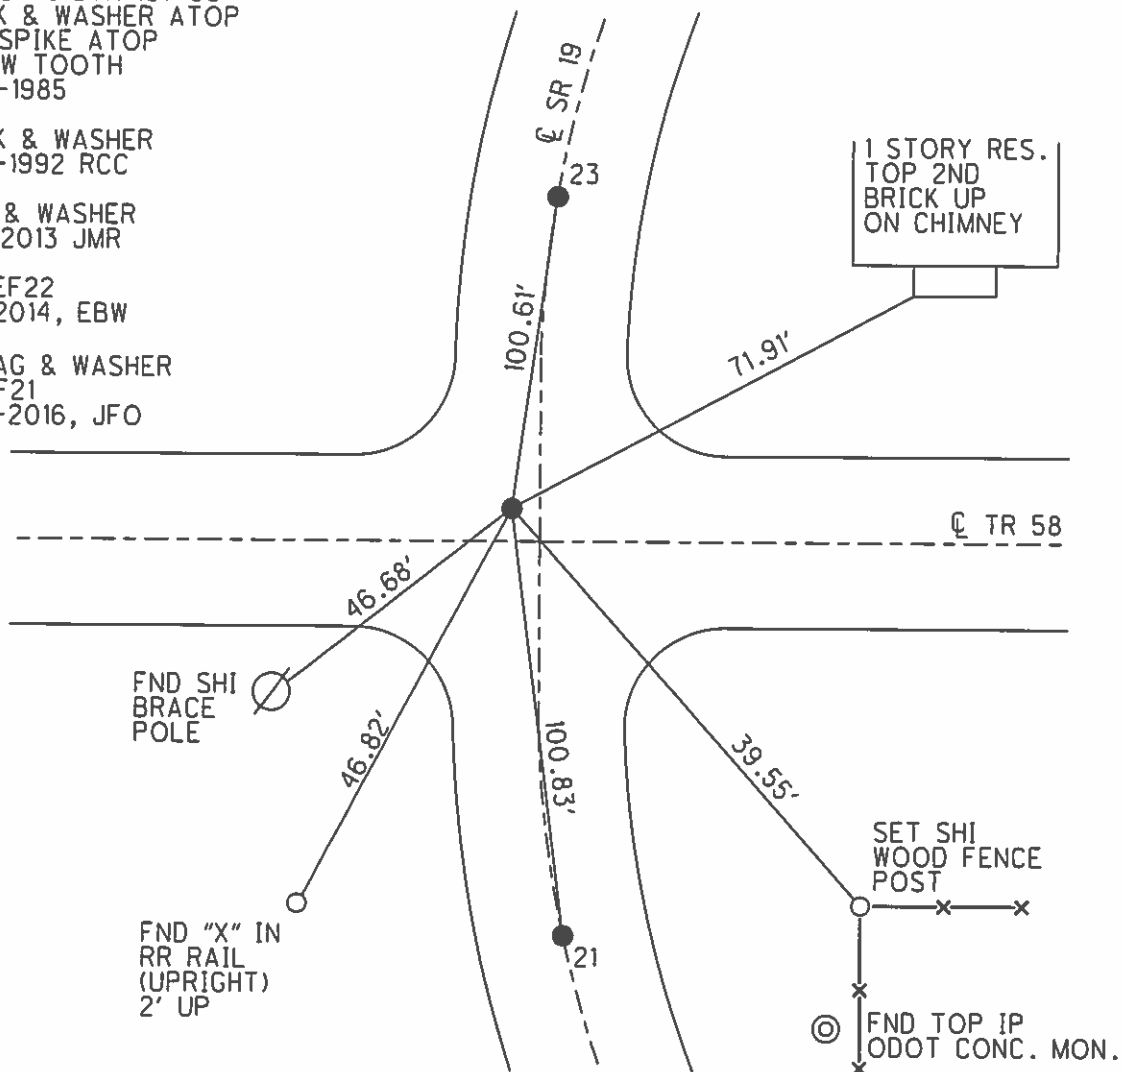 K & WASHER ATOP
SPIKE ATOP
W TOOTH
-1985
K & WASHER
-1992 RCC
& WASHER
2013 JMR
EF22
2014, EBW
AG & WASHER
F21
-2016, JFO
℄ SR 19
23
1 STORY RES.
TOP 2ND
BRICK UP
ON CHIMNEY
100.61'
71.91'
℄ TR 58
46.68'
FND SHI
BRACE
POLE
46.82'
100.83'
39.55'
SET SHI
WOOD FENCE
POST
FND "X" IN
RR RAIL
(UPRIGHT)
2' UP
21
FND TOP IP
ODOT CONC. MON.